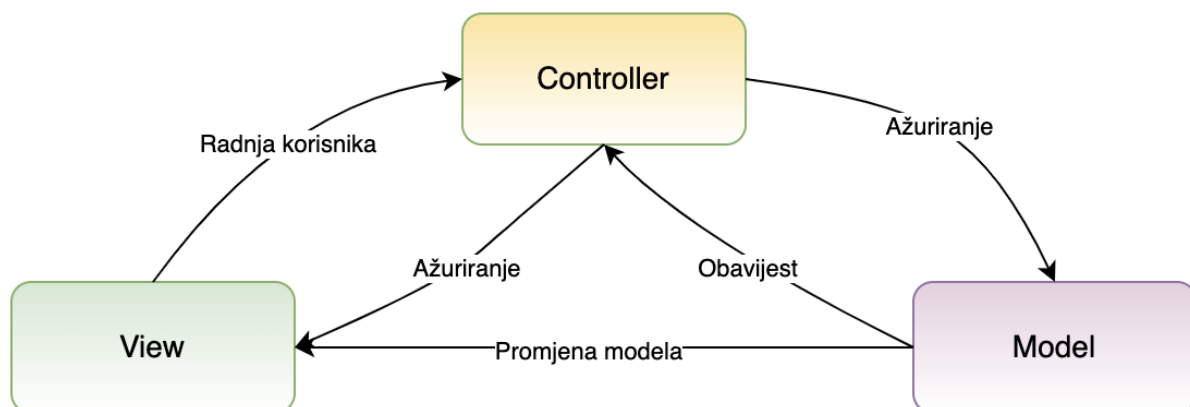 Controller
Ažuriranje
Radnja korisnika
Ažuriranje
Obavijest
View
Promjena modela
Model